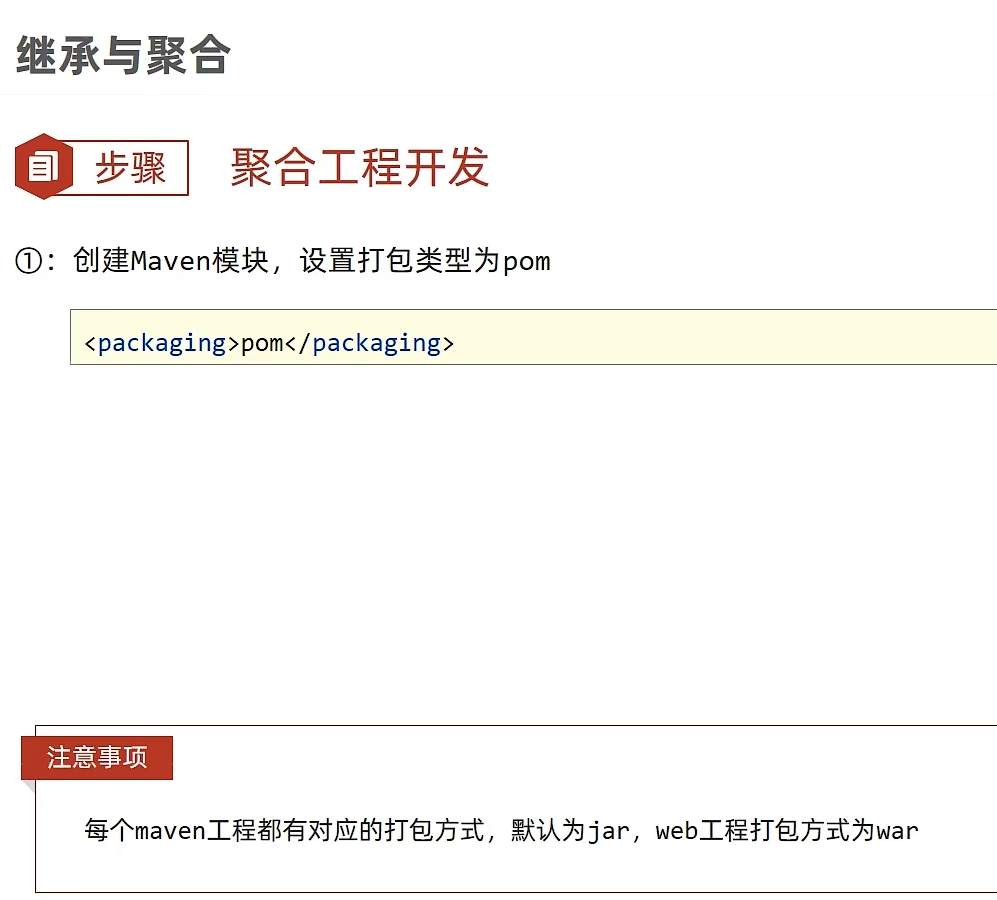 继承与聚合
步骤 聚合工程开发
①：创建Maven模块，设置打包类型为pom
<packaging>pom</packaging>
注意事项
每个maven工程都有对应的打包方式，默认为jar，web工程打包方式为war